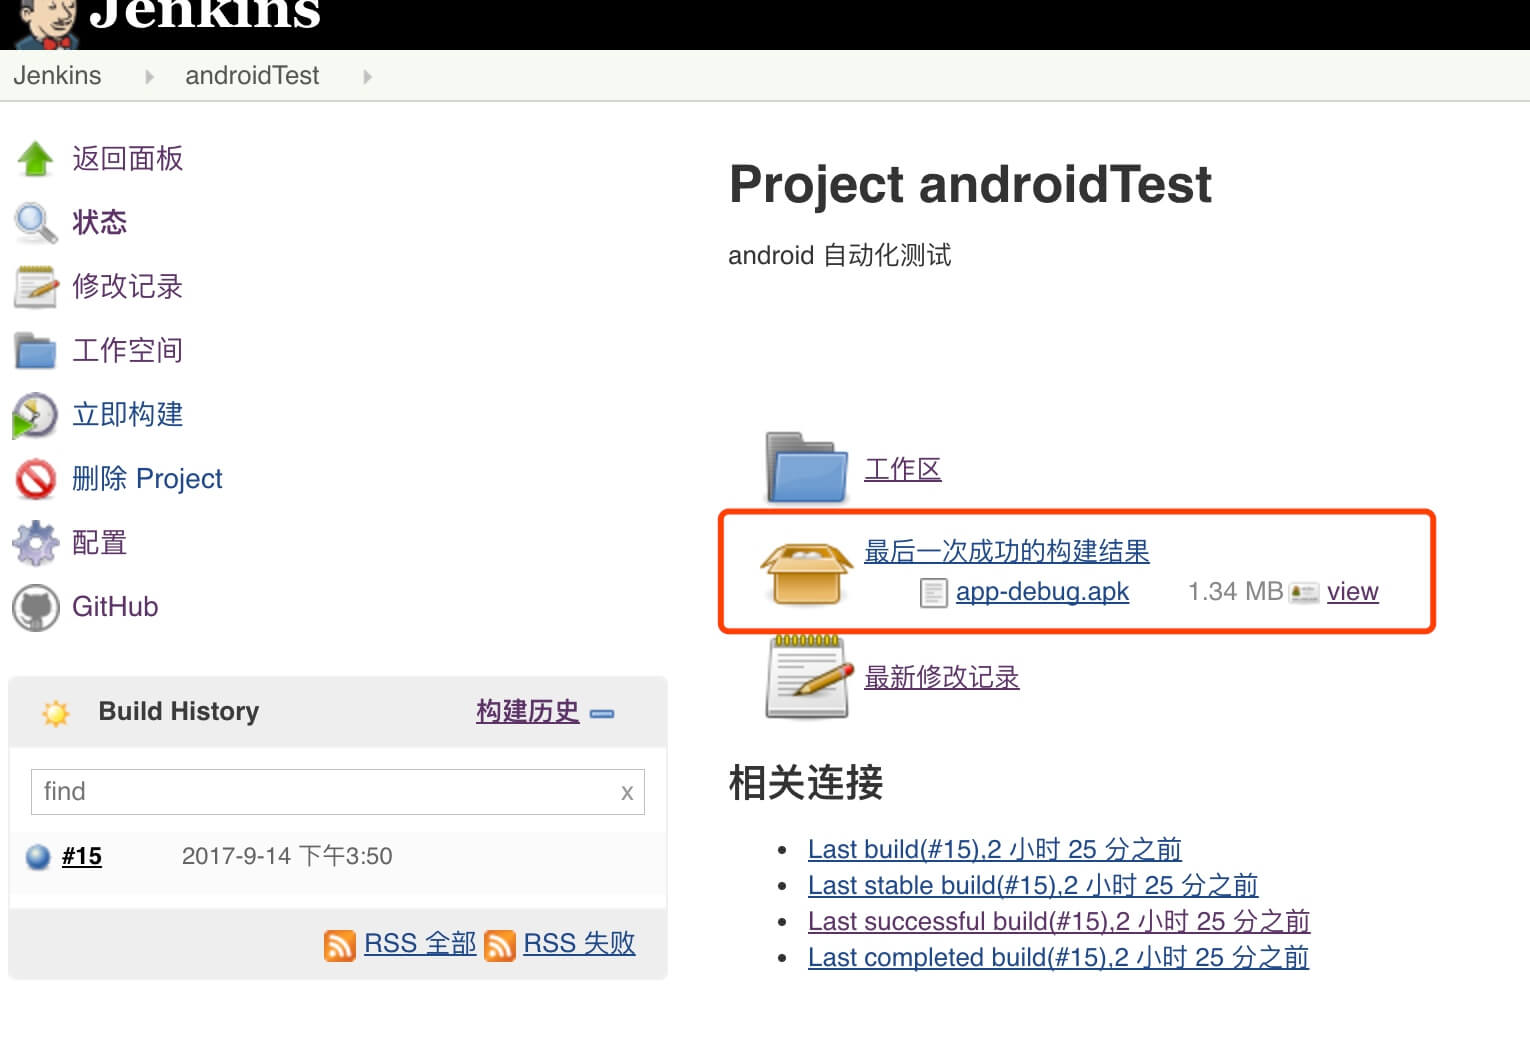 Jenkins
Jenkins androidTest
返回面板
状态
修改记录
工作空间
立即构建
删除 Project
配置
GitHub
Build History 构建历史
find x
#15 2017-9-14 下午3:50
RSS 全部 RSS 失败
Project androidTest
android 自动化测试
工作区
最后一次成功的构建结果
app-debug.apk 1.34 MB view
最新修改记录
相关连接
Last build(#15),2 小时 25 分之前
Last stable build(#15),2 小时 25 分之前
Last successful build(#15),2 小时 25 分之前
Last completed build(#15),2 小时 25 分之前